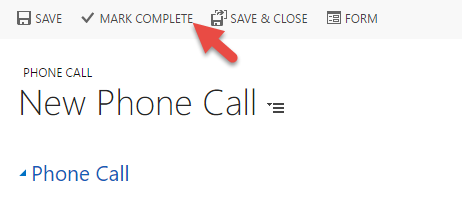 SAVE MARK COMPLETE SAVE & CLOSE FORM
PHONE CALL
New Phone Call
Phone Call